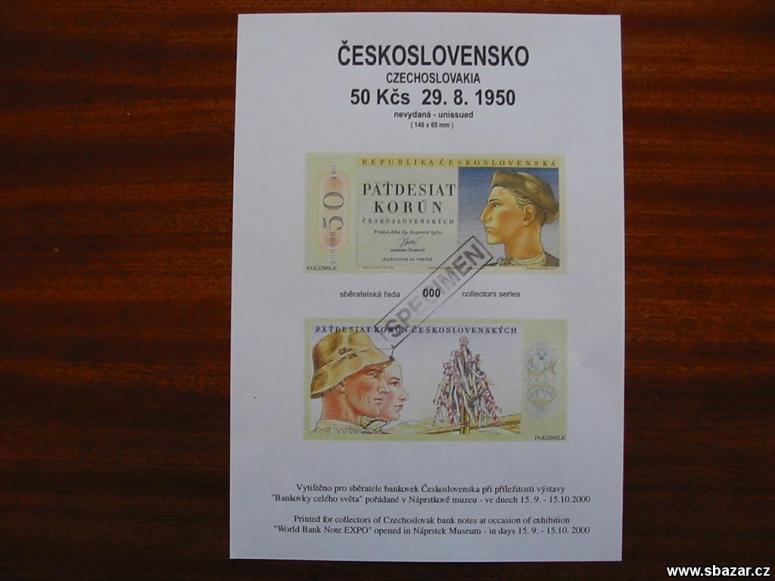 ČESKOSLOVENSKO
CZECHOSLOVAKIA
50 Kčs 29. 8. 1950
nevydaná - unissued
( 140 x 65 mm )
REPUBLIKA ČESKOSLOVENSKÁ
50
PÄŤDESIAT
KORÚN
ČESKOSLOVENSKÝCH
FAKSIMILE
SPECIMEN
sběratelská řada 000 collectors series
PÄŤDESIAT KORÚN ČESKOSLOVENSKÝCH
FAKSIMILE
Vytištěno pro sběratele bankovek Československa při příležitosti výstavy
"Bankovky celého světa" pořádané v Náprstkově muzeu - ve dnech 15. 9. - 15.10.2000
Printed for collectors of Czechoslovak bank notes at occasion of exhibition
"World Bank Note EXPO" opened in Náprstek Museum - in days 15. 9. - 15.10. 2000
www.sbazar.cz